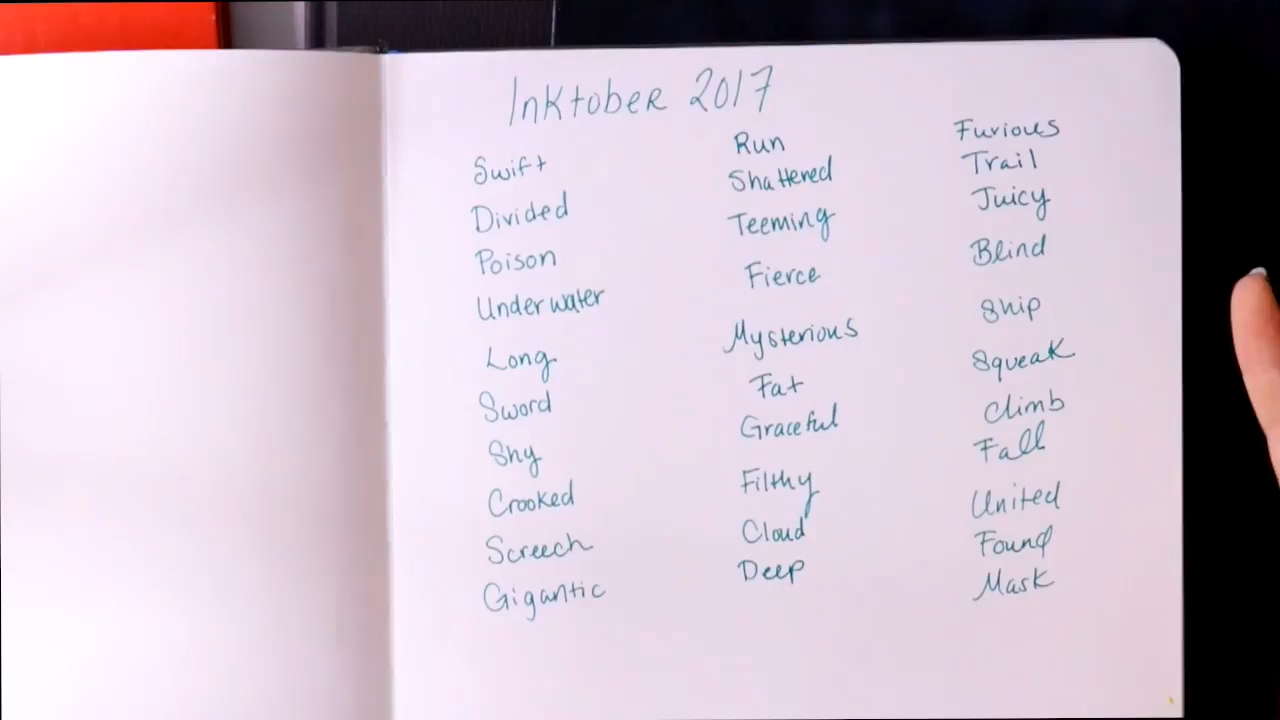 Inktober 2017
Swift
Divided
Poison
Underwater
Long
Sword
Shy
Crooked
Screech
Gigantic
Run
Shattered
Teeming
Fierce
Mysterious
Fat
Graceful
Filthy
Cloud
Deep
Furious
Trail
Juicy
Blind
Ship
Squeak
Climb
Fall
United
Found
Mask